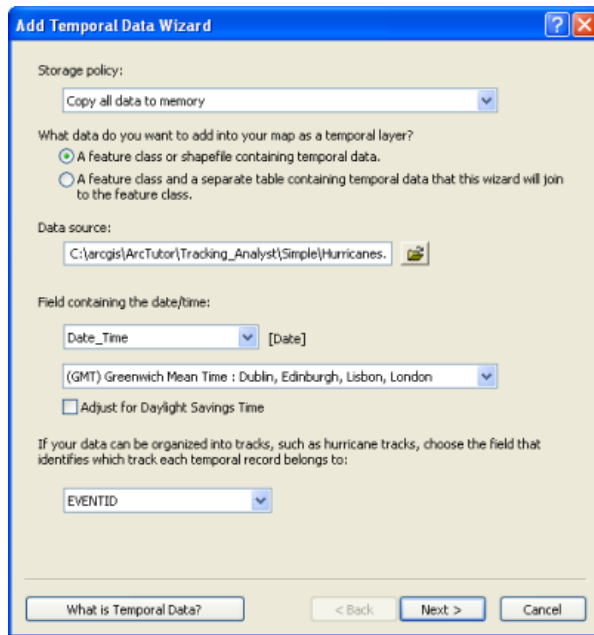 Add Temporal Data Wizard
Storage policy:
Copy all data to memory
What data do you want to add into your map as a temporal layer?
A feature class or shapefile containing temporal data.
A feature class and a separate table containing temporal data that this wizard will join
to the feature class.
Data source:
C:\arcgis\ArcTutor\Tracking_Analyst\Simple\Hurricanes.
Field containing the date/time:
Date_Time [Date]
(GMT) Greenwich Mean Time : Dublin, Edinburgh, Lisbon, London
Adjust for Daylight Savings Time
If your data can be organized into tracks, such as hurricane tracks, choose the field that
identifies which track each temporal record belongs to:
EVENTID
What is Temporal Data? < Back Next > Cancel